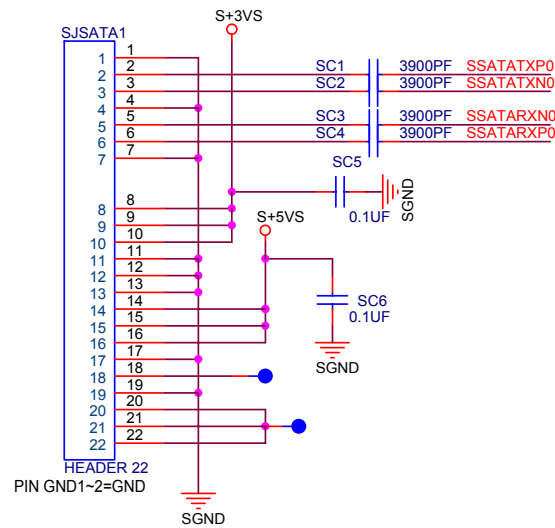 S+3VS
SJSATA1
1 1
2 2 SC1 3900PF SSATATXP0
3 3 SC2 3900PF SSATATXN0
4 4
5 5 SC3 3900PF SSATARXN0
6 6 SC4 3900PF SSATARXP0
7 7
SC5
0.1UF
SGND
8 8
9 9
10 10
S+5VS
11 11
12 12
13 13
14 14
15 15
16 16
SC6
0.1UF
SGND
17 17
18 18
19 19
20 20
21 21
22 22
HEADER 22
PIN GND1~2=GND
SGND